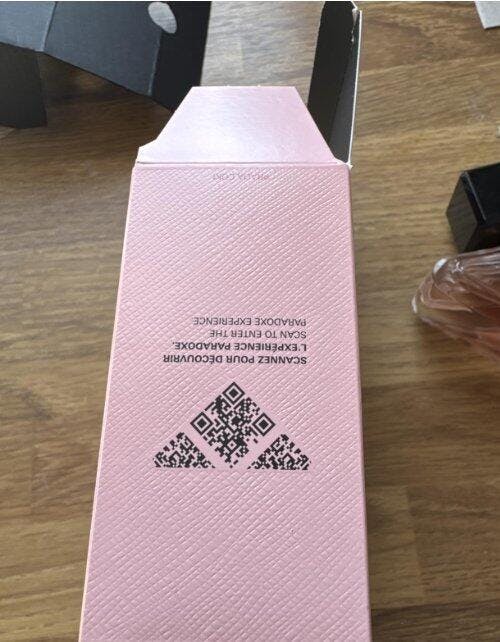 SCANNEZ POUR DÉCOUVRIR
L'EXPÉRIENCE PARADOXE.
SCAN TO ENTER THE
PARADOXE EXPERIENCE